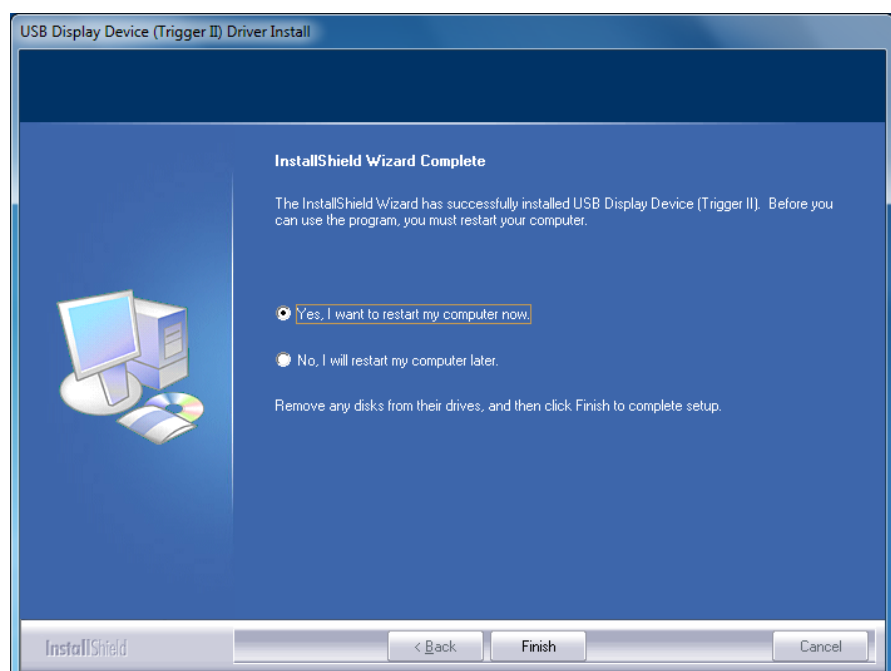 USB Display Device (Trigger II) Driver Install
InstallShield Wizard Complete
The InstallShield Wizard has successfully installed USB Display Device (Trigger II). Before you
can use the program, you must restart your computer.
Yes, I want to restart my computer now.
No, I will restart my computer later.
Remove any disks from their drives, and then click Finish to complete setup.
InstallShield
< Back
Finish
Cancel